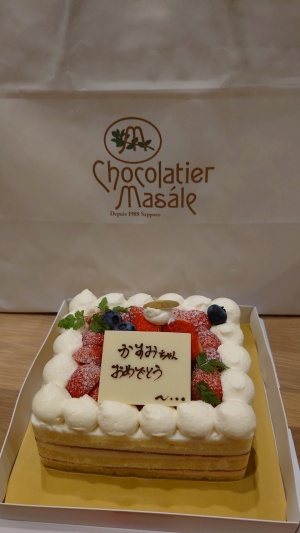 M
Chocolatier
Masále
Depuis 1988 Sapporo
かすみちゃん
おめでとう
〜・・・